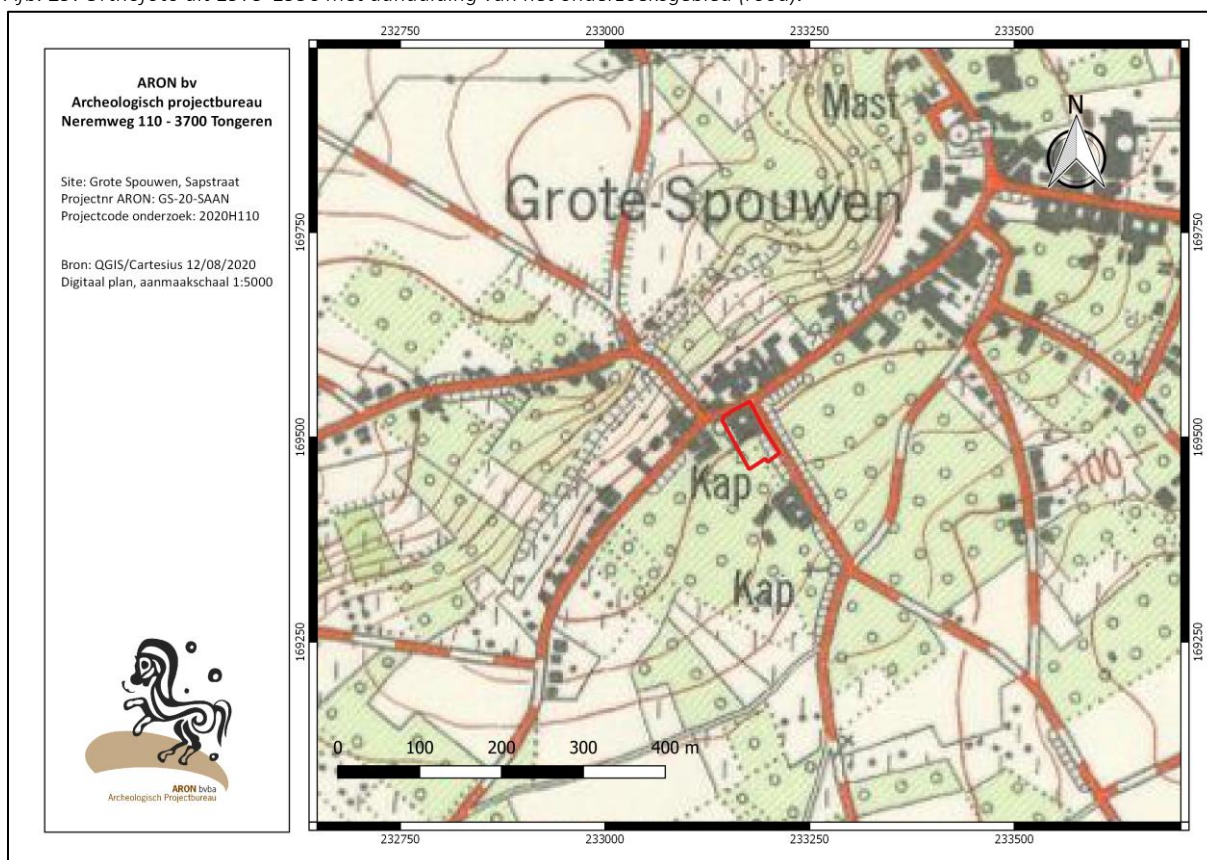 232750 233000 233250 233500
ARON bv
Archeologisch projectbureau
Neremweg 110 - 3700 Tongeren
Site: Grote Spouwen, Sapstraat
Projectnr ARON: GS-20-SAAN
Projectcode onderzoek: 2020H110
Bron: QGIS/Cartesius 12/08/2020
Digitaal plan, aanmaakschaal 1:5000
ARON bvba
Archeologisch Projectbureau
Mast
N
Grote-Spouwen
169750 169750
169500 169500
Kap
100
Kap
169250 169250
0 100 200 300 400 m
232750 233000 233250 233500